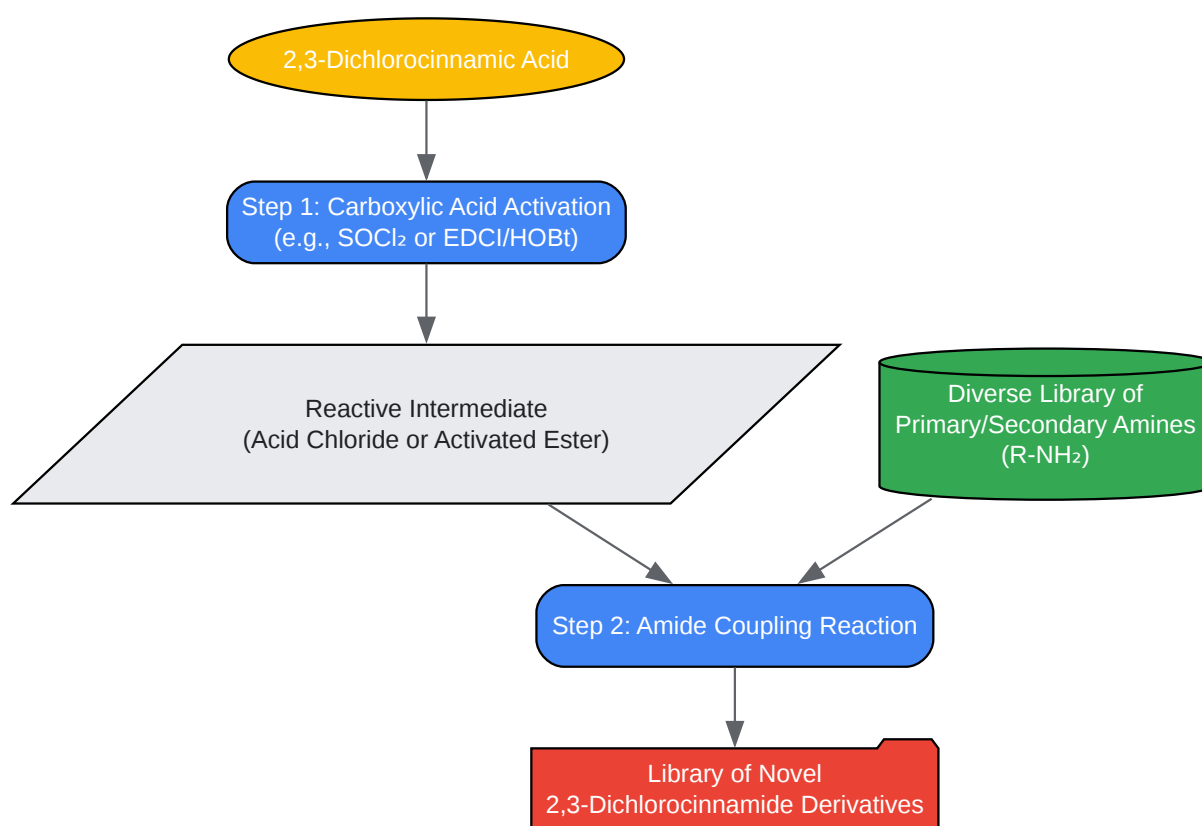 2,3-Dichlorocinnamic Acid
Step 1: Carboxylic Acid Activation
(e.g., SOCl₂ or EDCI/HOBt)
Reactive Intermediate
(Acid Chloride or Activated Ester)
Diverse Library of
Primary/Secondary Amines
(R-NH₂)
Step 2: Amide Coupling Reaction
Library of Novel
2,3-Dichlorocinnamide Derivatives